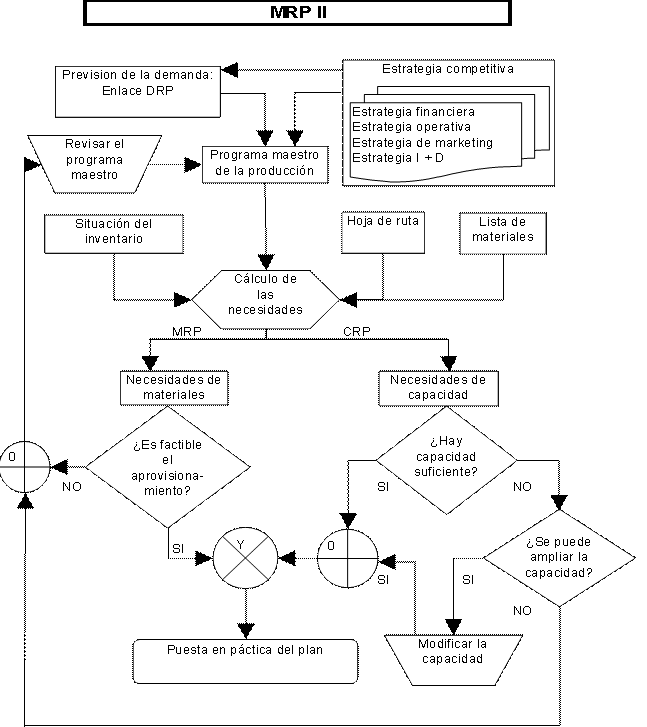 MRP II
Prevision de la demanda:
Enlace DRP
Estrategia competitiva
Estrategia financiera
Estrategia operativa
Estrategia de marketing
Estrategia I + D
Revisar el
programa
maestro
Programa maestro
de la producción
Situación del
inventario
Hoja de ruta
Lista de
materiales
Cálculo de
las
necesidades
MRP
CRP
Necesidades de
materiales
Necesidades de
capacidad
¿Es factible
el
aprovisiona-
miento?
¿Hay
capacidad
suficiente?
O
NO
SI
NO
SI
Y
O
¿Se puede
ampliar la
capacidad?
SI
SI
NO
Puesta en páctica del plan
Modificar la
capacidad